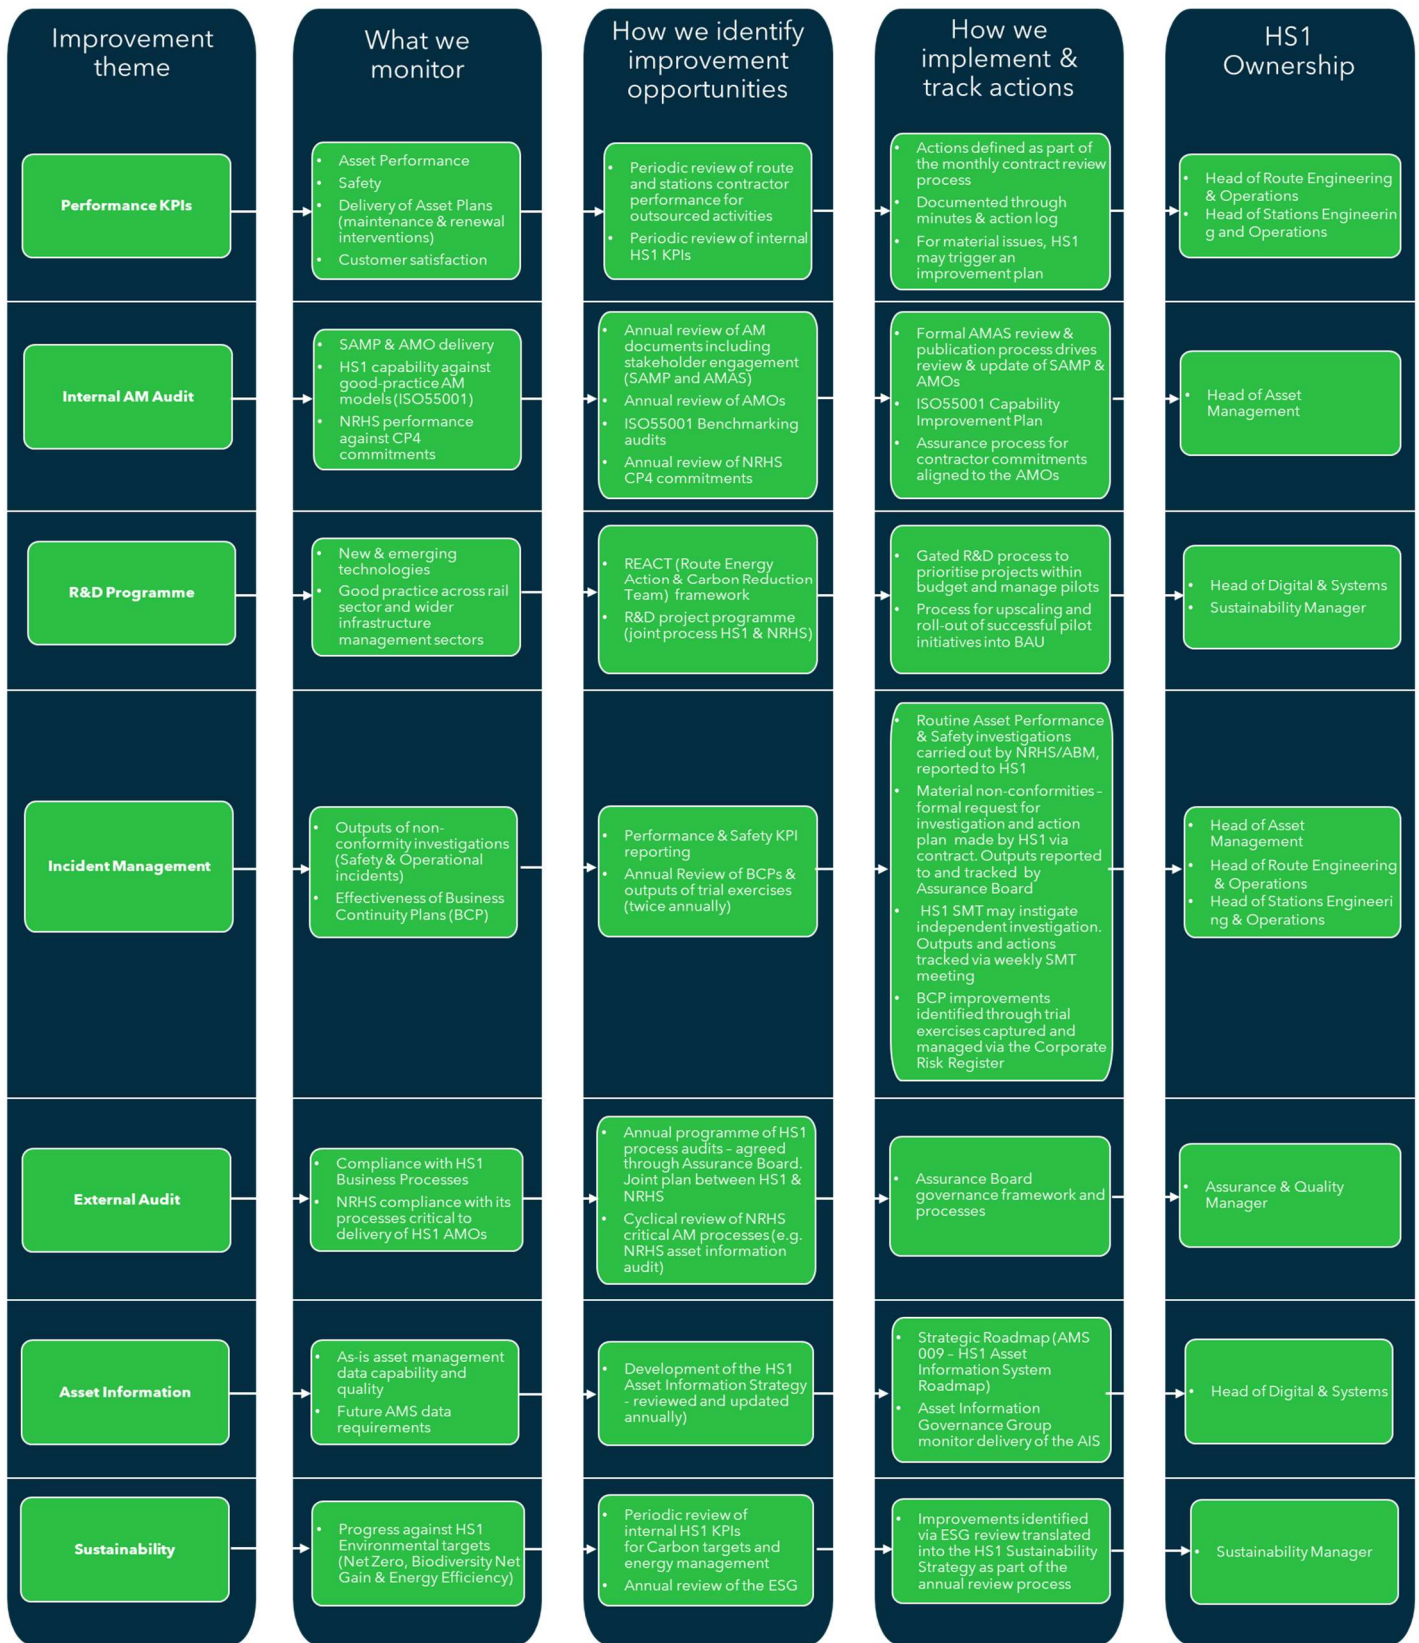 Improvement
theme
What we
monitor
How we identify
improvement
opportunities
How we
implement &
track actions
HS1
Ownership
Performance KPIs
• Asset Performance
• Safety
• Delivery of Asset Plans
(maintenance & renewal
interventions)
• Customer satisfaction
• Periodic review of route
and stations contractor
performance for
outsourced activities
• Periodic review of internal
HS1 KPIs
• Actions defined as part of
the monthly contract review
process
• Documented through
minutes & action log
• For material issues, HS1
may trigger an
improvement plan
• Head of Route Engineering
& Operations
• Head of Stations Engineerin
g and Operations
Internal AM Audit
• SAMP & AMO delivery
• HS1 capability against
good-practice AM
models (ISO55001)
• NRHS performance
against CP4
commitments
• Annual review of AM
documents including
stakeholder engagement
(SAMP and AMAS)
• Annual review of AMOs
• ISO55001 Benchmarking
audits
• Annual review of NRHS
CP4 commitments
• Formal AMAS review &
publication process drives
review & update of SAMP &
AMOs
• ISO55001 Capability
Improvement Plan
• Assurance process for
contractor commitments
aligned to the AMOs
• Head of Asset
Management
R&D Programme
• New & emerging
technologies
• Good practice across rail
sector and wider
infrastructure
management sectors
• REACT (Route Energy
Action & Carbon Reduction
Team) framework
• R&D project programme
(joint process HS1 & NRHS)
• Gated R&D process to
prioritise projects within
budget and manage pilots
• Process for upscaling and
roll-out of successful pilot
initiatives into BAU
• Head of Digital & Systems
• Sustainability Manager
Incident Management
• Outputs of non-
conformity investigations
(Safety & Operational
incidents)
• Effectiveness of Business
Continuity Plans (BCP)
• Performance & Safety KPI
reporting
• Annual Review of BCPs &
outputs of trial exercises
(twice annually)
• Routine Asset Performance
& Safety investigations
carried out by NRHS/ABM,
reported to HS1
• Material non-conformities –
formal request for
investigation and action
plan made by HS1 via
contract. Outputs reported
to and tracked by
Assurance Board
• HS1 SMT may instigate
independent investigation.
Outputs and actions
tracked via weekly SMT
meeting
• BCP improvements
identified through trial
exercises captured and
managed via the Corporate
Risk Register
• Head of Asset
Management
• Head of Route Engineering
& Operations
• Head of Stations Engineeri
ng & Operations
External Audit
• Compliance with HS1
Business Processes
• NRHS compliance with its
processes critical to
delivery of HS1 AMOs
• Annual programme of HS1
process audits – agreed
through Assurance Board.
Joint plan between HS1 &
NRHS
• Cyclical review of NRHS
critical AM processes (e.g.
NRHS asset information
audit)
• Assurance Board
governance framework and
processes
• Assurance & Quality
Manager
Asset Information
• As-is asset management
data capability and
quality
• Future AMS data
requirements
• Development of the HS1
Asset Information Strategy
- reviewed and updated
annually)
• Strategic Roadmap (AMS
009 – HS1 Asset
Information System
Roadmap)
• Asset Information
Governance Group
monitor delivery of the AIS
• Head of Digital & Systems
Sustainability
• Progress against HS1
Environmental targets
(Net Zero, Biodiversity Net
Gain & Energy Efficiency)
• Periodic review of
internal HS1 KPIs
for Carbon targets and
energy management
• Annual review of the ESG
• Improvements identified
via ESG review translated
into the HS1 Sustainability
Strategy as part of the
annual review process
• Sustainability Manager